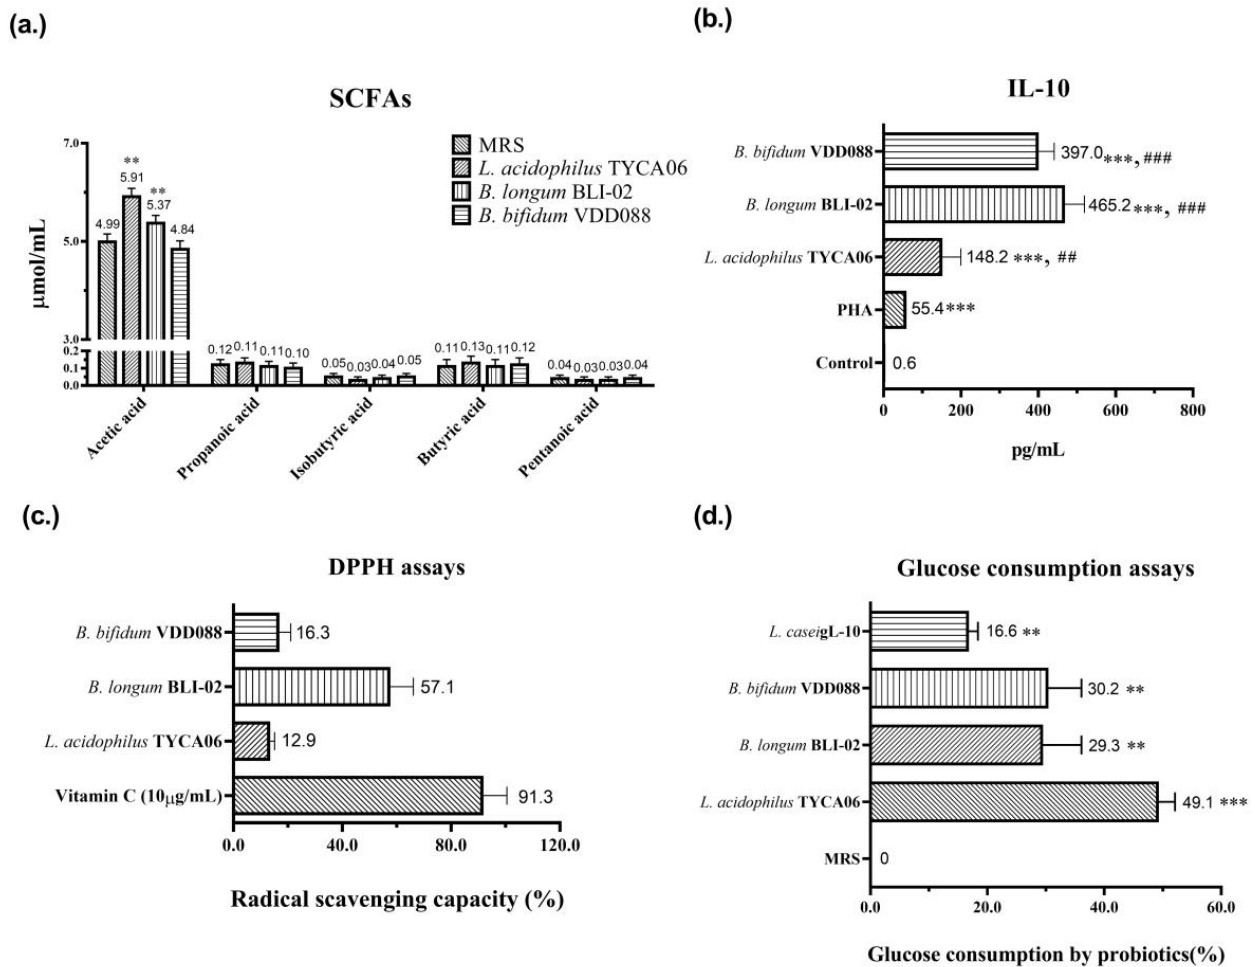 (a.)
SCFAs
MRS
L. acidophilus TYCA06
B. longum BLI-02
B. bifidum VDD088
μmol/mL
7.0
5.0
3.0
0.2
0.1
0.0
4.99
**
5.91
**
5.37
4.84
0.12 0.11 0.11 0.10
0.05 0.03 0.04 0.05
0.11 0.13 0.11 0.12
0.04 0.03 0.03 0.04
Acetic acid
Propanoic acid
Isobutyric acid
Butyric acid
Pentanoic acid
(b.)
IL-10
B. bifidum VDD088 397.0***, ###
B. longum BLI-02 465.2***, ###
L. acidophilus TYCA06 148.2 ***, ##
PHA 55.4***
Control 0.6
0 200 400 600 800
pg/mL
(c.)
DPPH assays
B. bifidum VDD088 16.3
B. longum BLI-02 57.1
L. acidophilus TYCA06 12.9
Vitamin C (10μg/mL) 91.3
0.0 40.0 80.0 120.0
Radical scavenging capacity (%)
(d.)
Glucose consumption assays
L. caseigL-10 16.6 **
B. bifidum VDD088 30.2 **
B. longum BLI-02 29.3 **
L. acidophilus TYCA06 49.1 ***
MRS 0
0.0 20.0 40.0 60.0
Glucose consumption by probiotics(%)